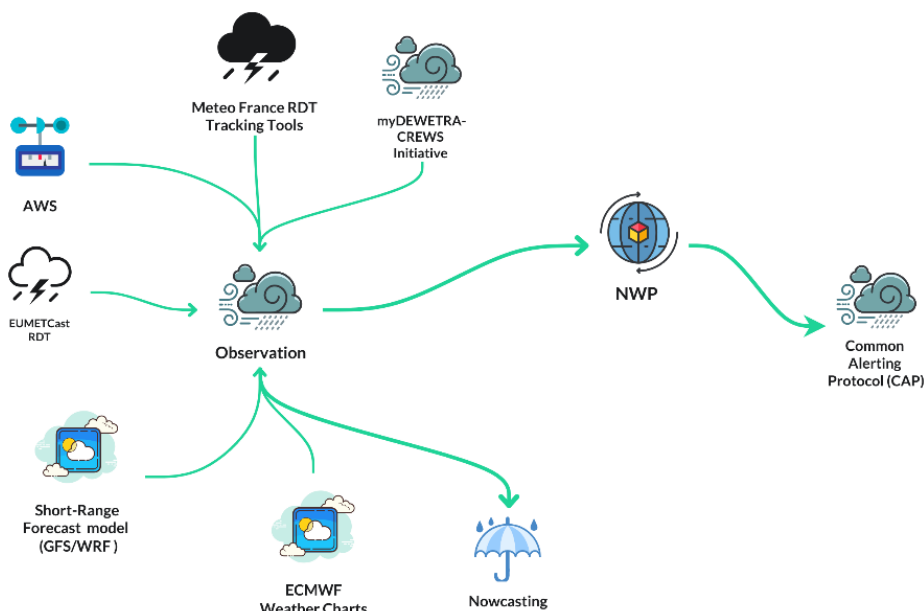 Meteo France RDT
Tracking Tools
myDEWETRA-
CREWS
Initiative
AWS
EUMETCast
RDT
Observation
NWP
Common
Alerting
Protocol (CAP)
Short-Range
Forecast model
(GFS/WRF )
ECMWF
Weather Charts
Nowcasting